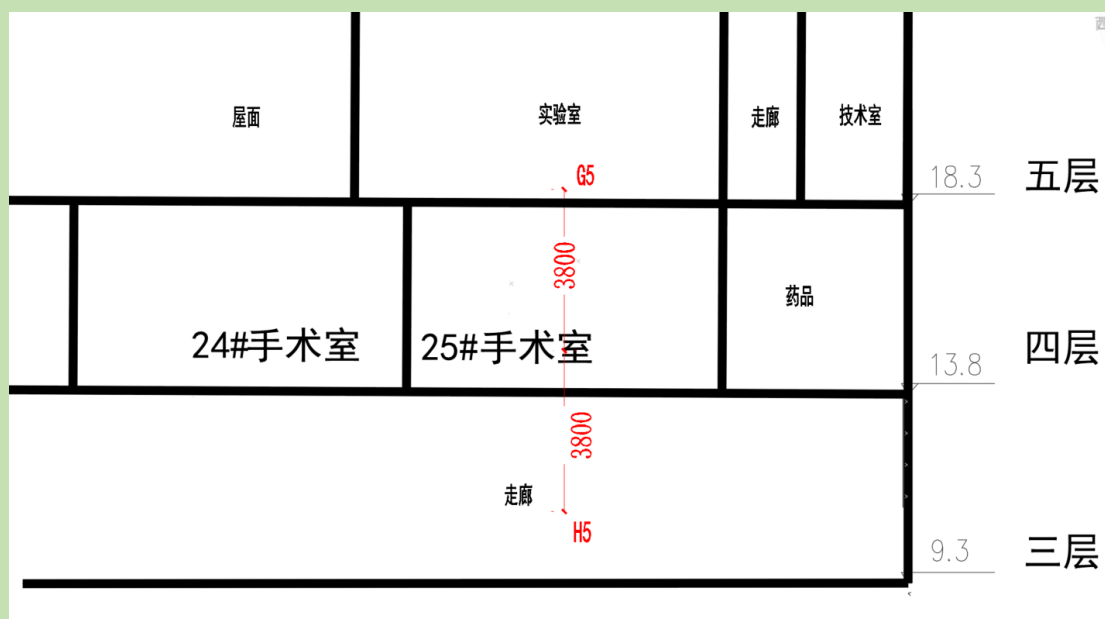 屋面
实验室
走廊
技术室
G5
18.3
五层
3800
药品
24#手术室
25#手术室
四层
13.8
3800
走廊
H5
9.3
三层